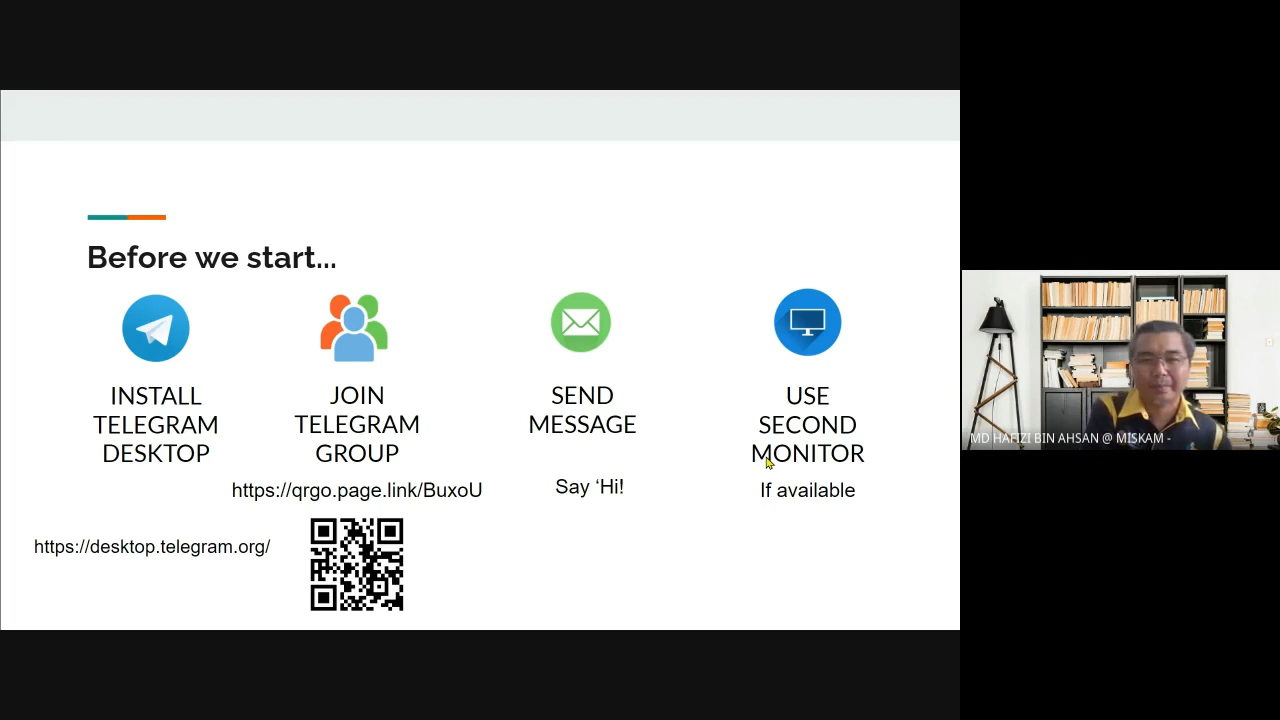 Before we start...
INSTALL
TELEGRAM
DESKTOP
https://desktop.telegram.org/
JOIN
TELEGRAM
GROUP
https://qrgo.page.link/BuxoU
SEND
MESSAGE
Say ‘Hi!
USE
SECOND
MONITOR
If available
MD HAFIZI BIN AHSAN @ MISKAM -